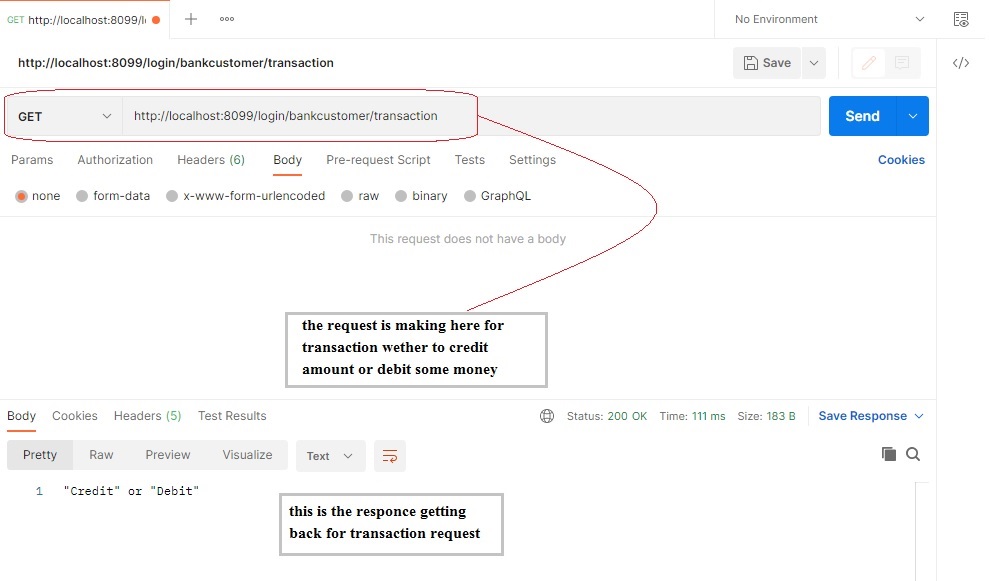 GET http://localhost:8099/l
No Environment
http://localhost:8099/login/bankcustomer/transaction
Save
GET http://localhost:8099/login/bankcustomer/transaction
Send
Params Authorization Headers (6) Body Pre-request Script Tests Settings Cookies
none form-data x-www-form-urlencoded raw binary GraphQL
This request does not have a body
the request is making here for
transaction wether to credit
amount or debit some money
Body Cookies Headers (5) Test Results Status: 200 OK Time: 111 ms Size: 183 B Save Response
Pretty Raw Preview Visualize Text
1 "Credit" or "Debit"
this is the responce getting
back for transaction request